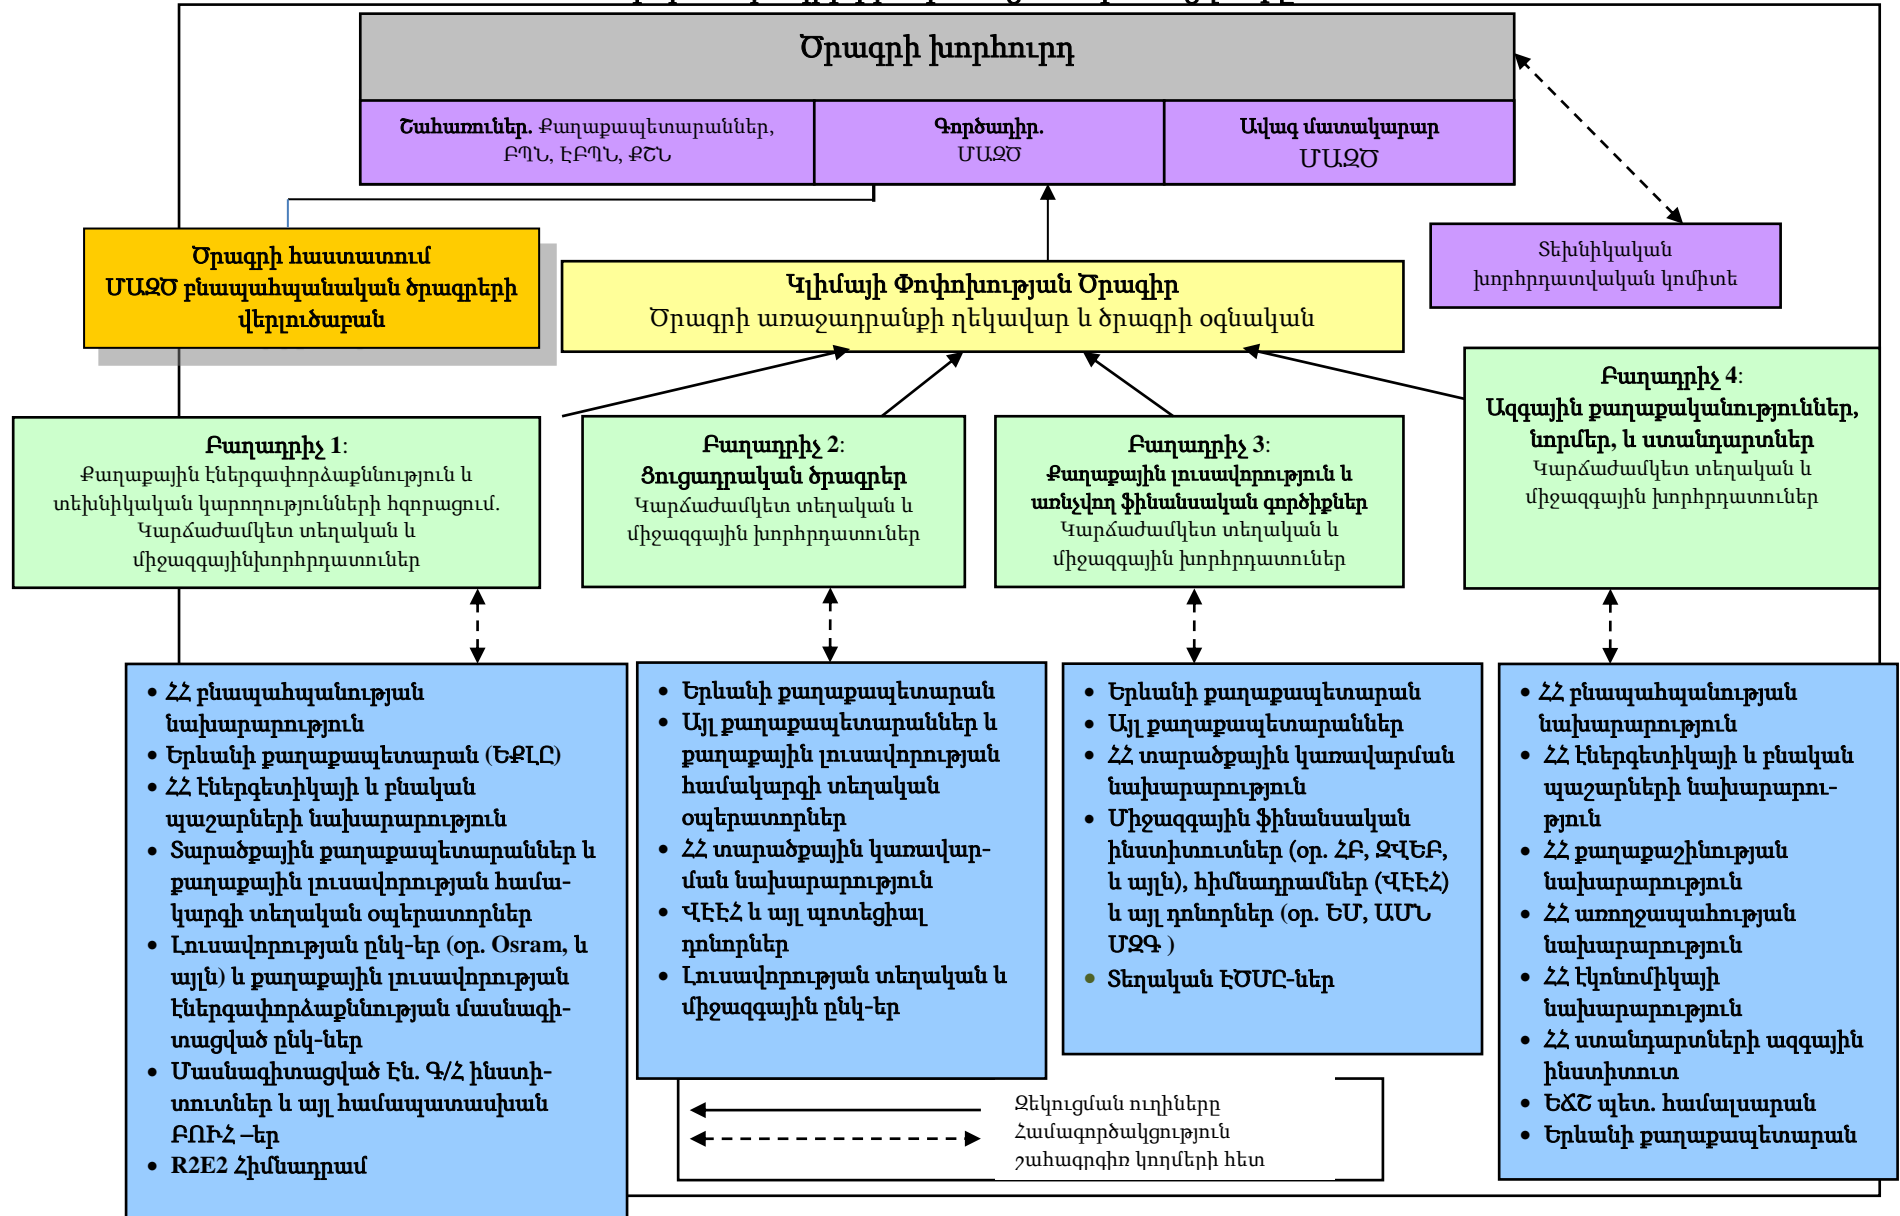 Ծրագրի խորհուրդ
Շահառուներ. Քաղաքապետարաններ,
ԲՊՆ, ԷԲՊՆ, ՔՇՆ
Գործադիր.
ՄԱԶԾ
Ավագ մատակարար
ՄԱԶԾ
Ծրագրի հաստատում
ՄԱԶԾ բնապահպանական ծրագրերի
վերլուծաբան
Կլիմայի Փոփոխության Ծրագիր
Ծրագրի առաջադրանքի ղեկավար և ծրագրի օգնական
Տեխնիկական
խորհրդատվական կոմիտե
Բաղադրիչ 1:
Քաղաքային էներգափորձաքննություն և
տեխնիկական կարողությունների հզորացում.
Կարճաժամկետ տեղական և
միջազգայինխորհրդատուներ
Բաղադրիչ 2:
Ցուցադրական ծրագրեր
Կարճաժամկետ տեղական և
միջազգային խորհրդատուներ
Բաղադրիչ 3:
Քաղաքային լուսավորություն և
առնչվող ֆինանսական գործիքներ
Կարճաժամկետ տեղական և
միջազգային խորհրդատուներ
Բաղադրիչ 4:
Ազգային քաղաքականություններ,
նորմեր, և ստանդարտներ
Կարճաժամկետ տեղական և
միջազգային խորհրդատուներ
• ՀՀ բնապահպանության
նախարարություն
• Երևանի քաղաքապետարան (ԵՔԼԸ)
• ՀՀ էներգետիկայի և բնական
պաշարների նախարարություն
• Տարածքային քաղաքապետարաններ և
քաղաքային լուսավորության համա-
կարգի տեղական օպերատորներ
• Լուսավորության ընկ-եր (օր. Osram, և
այլն) և քաղաքային լուսավորության
էներգափորձաքննության մասնագի-
տացված ընկ-ներ
• Մասնագիտացված Էն. Գ/Հ ինստի-
տուտներ և այլ համապատասխան
ԲՈՒՀ –եր
• R2E2 Հիմնադրամ
• Երևանի քաղաքապետարան
• Այլ քաղաքապետարաններ և
քաղաքային լուսավորության
համակարգի տեղական
օպերատորներ
• ՀՀ տարածքային կառավար-
ման նախարարություն
• ՎԷԷՀ և այլ պոտեցիալ
դոնորներ
• Լուսավորության տեղական և
միջազգային ընկ-եր
• Երևանի քաղաքապետարան
• Այլ քաղաքապետարաններ
• ՀՀ տարածքային կառավարման
նախարարություն
• Միջազգային ֆինանսական
ինստիտուտներ (օր. ՀԲ, ԶՎԵԲ,
և այլն), հիմնադրամներ (ՎԷԷՀ)
և այլ դոնորներ (օր. ԵՄ, ԱՄՆ
ՄԶԳ )
• Տեղական ԷԾՄԸ-ներ
• ՀՀ բնապահպանության
նախարարություն
• ՀՀ էներգետիկայի և բնական
պաշարների նախարարու-
թյուն
• ՀՀ քաղաքաշինության
նախարարություն
• ՀՀ առողջապահության
նախարարություն
• ՀՀ էկոնոմիկայի
նախարարություն
• ՀՀ ստանդարտների ազգային
ինստիտուտ
• ԵՃՇ պետ. համալսարան
• Երևանի քաղաքապետարան
Զեկուցման ուղիները
Համագործակցություն
շահագրգիռ կողմերի հետ